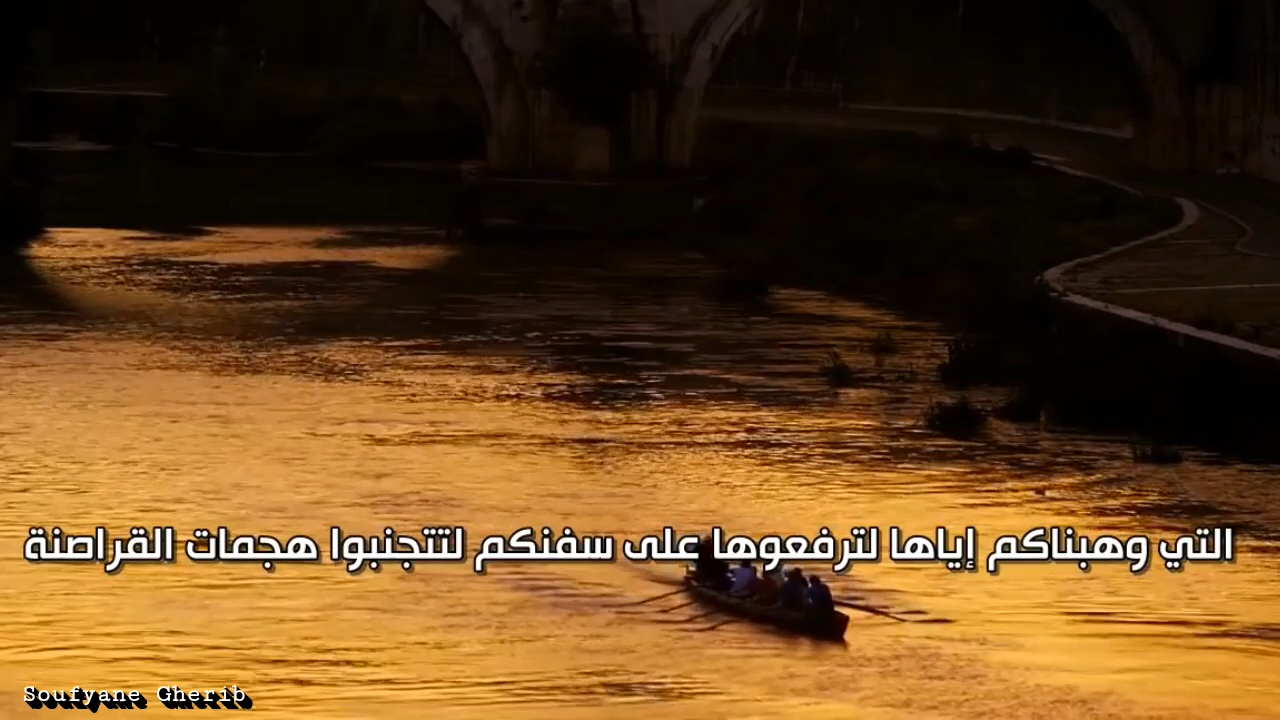 التي وهبناكم إياها لترفعوها على سفنكم لتتجنبوا هجمات القراصنة
Soufyane Gherib